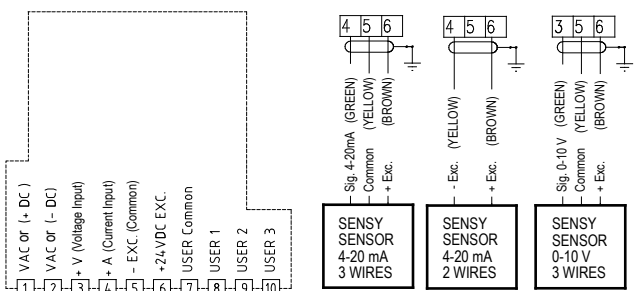 VAC or (+ DC )
VAC or (- DC)
+ V (Voltage Input)
+ A (Current Input)
- EXC. (Common)
+24VDC EXC.
USER Common
USER 1
USER 2
USER 3
1 2 3 4 5 6 7 8 9 10
4 5 6
Sig. 4-20mA (GREEN)
Common (YELLOW)
+ Exc. (BROWN)
SENSY
SENSOR
4-20 mA
3 WIRES
4 5 6
- Exc. (YELLOW)
+ Exc. (BROWN)
SENSY
SENSOR
4-20 mA
2 WIRES
3 5 6
Sig. 0-10 V (GREEN)
Common (YELLOW)
+ Exc. (BROWN)
SENSY
SENSOR
0-10 V
3 WIRES